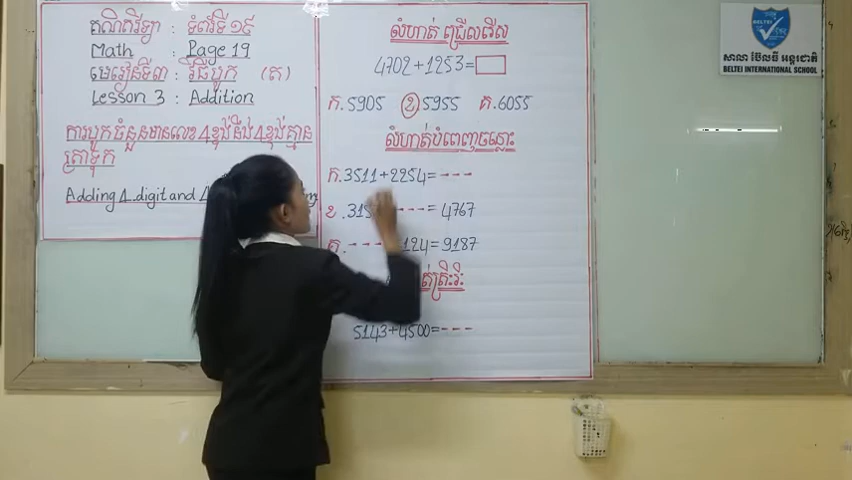 គណិតវិទ្យា : ទំព័រទី ១៩
Math : Page 19
មេរៀនទី៣ : វិធីបូក (ត)
Lesson 3 : Addition
ការបូកចំនួនមានលេខ 4 ខ្ទង់នឹង 4 ខ្ទង់គ្មាន
ត្រាទុក
Adding 4 digit and 4
លំហាត់ ជ្រើសរើស
4702+1253=
ក. 5905 ខ 5955 គ. 6055
លំហាត់បំពេញចន្លោះ
ក. 3511+2254= ---
ខ. 315 --- = 4767
គ. --- 124= 9187
ត្រិះរិះ
5143+4500= ---
សាលា ប៊ែលធី អន្តរជាតិ
BELTEI INTERNATIONAL SCHOOL
BELTEI